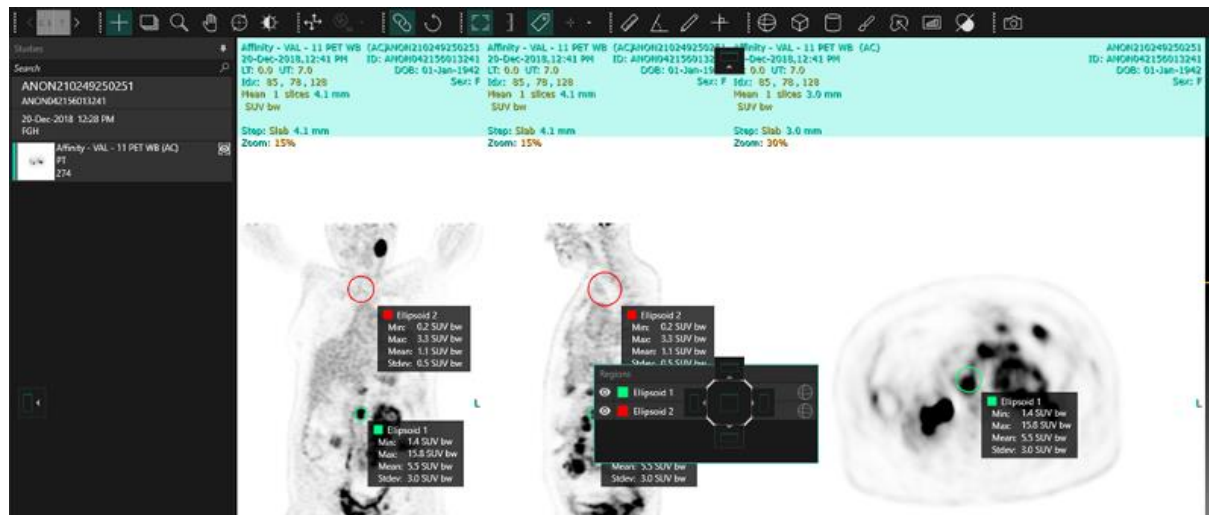 Studies
Search
ANON210249250251
ANON042156013241
20-Dec-2018 12:28 PM
FGH
Affinity - VAL - 11 PET WB (AC)
PT
274
Affinity - VAL - 11 PET WB (AC)
20-Dec-2018,12:41 PM
LT: 0.0 UT: 7.0
Idx: 85, 78, 128
Mean 1 slices 4.1 mm
SUV bw
Step: Slab 4.1 mm
Zoom: 15%
ANON210249250251
ID: ANON042156013241
DOB: 01-Jan-1942
Sex: F
Affinity - VAL - 11 PET WB (AC)
20-Dec-2018,12:41 PM
LT: 0.0 UT: 7.0
Idx: 85, 78, 128
Mean 1 slices 4.1 mm
SUV bw
Step: Slab 4.1 mm
Zoom: 15%
ID: ANON042156013241
DOB: 01-Jan-19
Sex: F
finity - VAL - 11 PET WB (AC)
-Dec-2018,12:41 PM
0.0 UT: 7.0
Idx: 85, 78, 128
Mean 1 slices 3.0 mm
SUV bw
Step: Slab 3.0 mm
Zoom: 30%
ANON210249250251
ID: ANON042156013241
DOB: 01-Jan-1942
Sex: F
Ellipsoid 2
Min: 0.2 SUV bw
Max: 3.3 SUV bw
Mean: 1.1 SUV bw
Stdev: 0.5 SUV bw
Ellipsoid 1
Min: 1.4 SUV bw
Max: 15.8 SUV bw
Mean: 5.5 SUV bw
Stdev: 3.0 SUV bw
L
Ellipsoid 2
Min: 0.2 SUV bw
Max: 3.3 SUV bw
Mean: 1.1 SUV bw
Stdev: 0.5 SUV bw
Regions
Ellipsoid 1
Ellipsoid 2
Mean: 5.5 SUV bw
Stdev: 3.0 SUV bw
Ellipsoid 1
Min: 1.4 SUV bw
Max: 15.8 SUV bw
Mean: 5.5 SUV bw
Stdev: 3.0 SUV bw
L